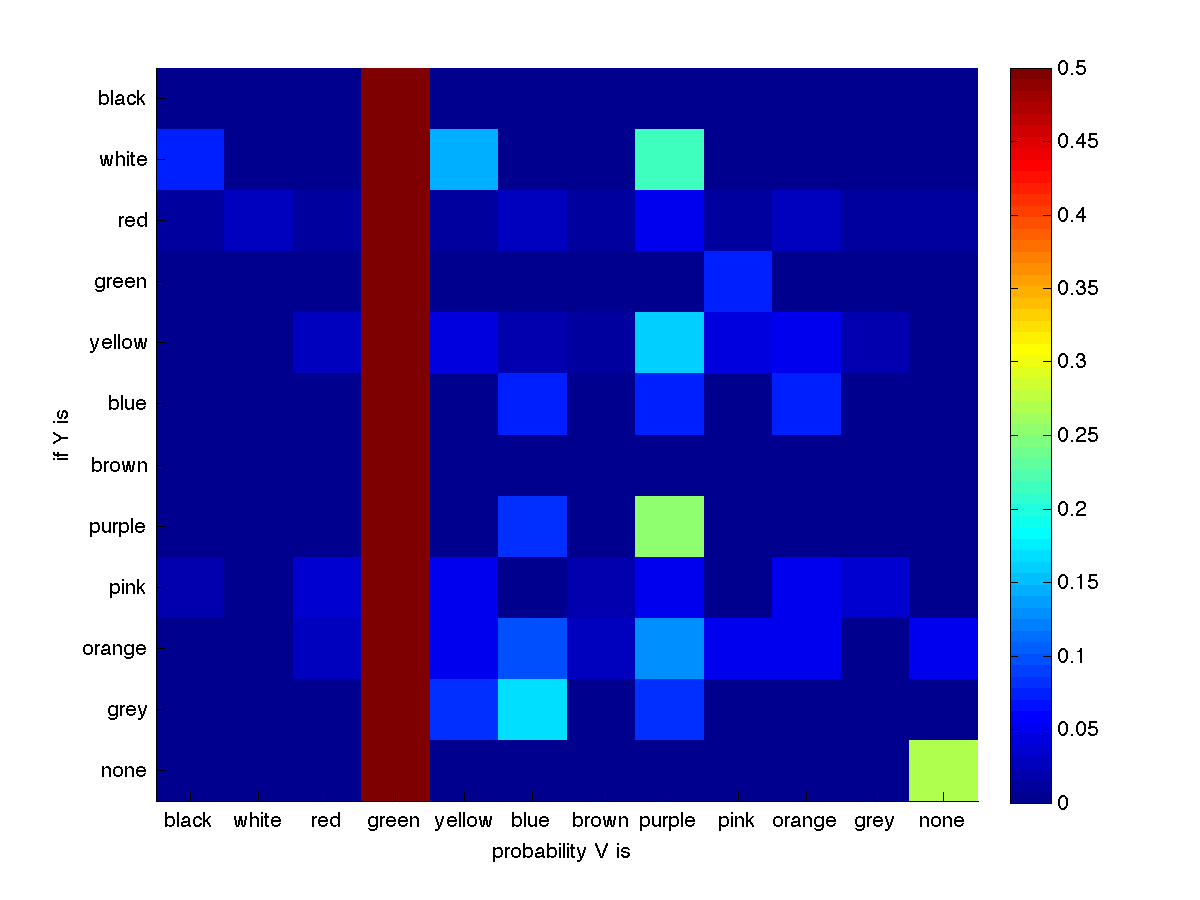 black
white
red
green
yellow
blue
brown
purple
pink
orange
grey
none
if Y is
black white red green yellow blue brown purple pink orange grey none
probability V is
0.5
0.45
0.4
0.35
0.3
0.25
0.2
0.15
0.1
0.05
0